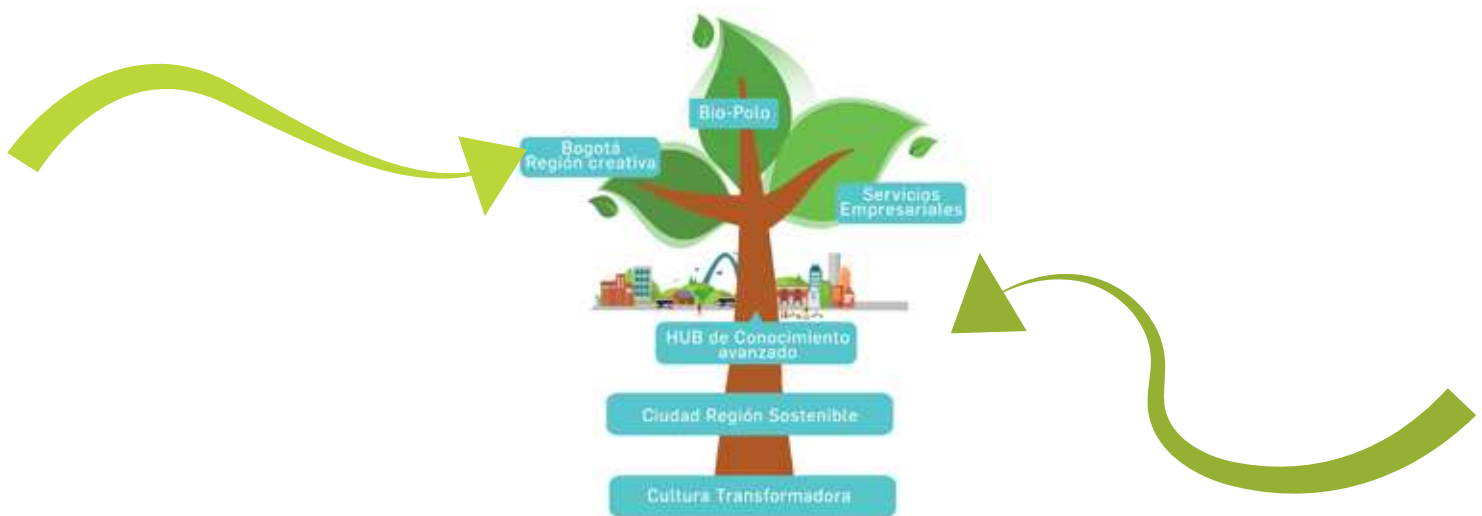 Bio-Polo
Bogotá
Región creativa
Servicios
Empresariales
HUB de Conocimiento
avanzado
Ciudad Región Sostenible
Cultura Transformadora